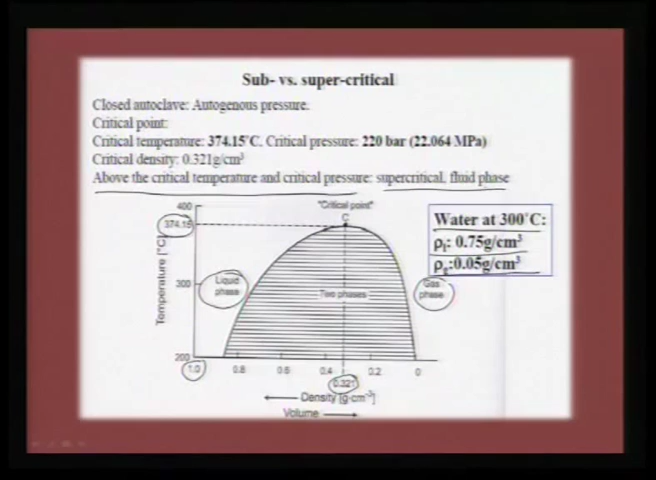 Sub- vs. super-critical
Closed autoclave: Autogenous pressure.
Critical point:
Critical temperature: 374.15°C. Critical pressure: 220 bar (22.064 MPa)
Critical density: 0.321g/cm³
Above the critical temperature and critical pressure: supercritical, fluid phase
400
"Critical point"
C
374.15
Water at 300°C:
ρₗ: 0.75g/cm³
ρg:0.05g/cm³
Temperature [°C]
300
Liquid
phase
Two phases
Gas
phase
200
1.0 0.8 0.6 0.4 0.2 0
0.321
Density [g·cm⁻³]
Volume